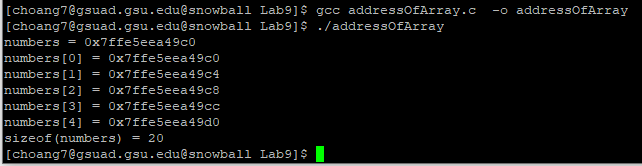 [choang7@gsuad.gsu.edu@snowball Lab9]$ gcc addressOfArray.c  -o addressOfArray
[choang7@gsuad.gsu.edu@snowball Lab9]$ ./addressOfArray
numbers = 0x7ffe5eea49c0
numbers[0] = 0x7ffe5eea49c0
numbers[1] = 0x7ffe5eea49c4
numbers[2] = 0x7ffe5eea49c8
numbers[3] = 0x7ffe5eea49cc
numbers[4] = 0x7ffe5eea49d0
sizeof(numbers) = 20
[choang7@gsuad.gsu.edu@snowball Lab9]$